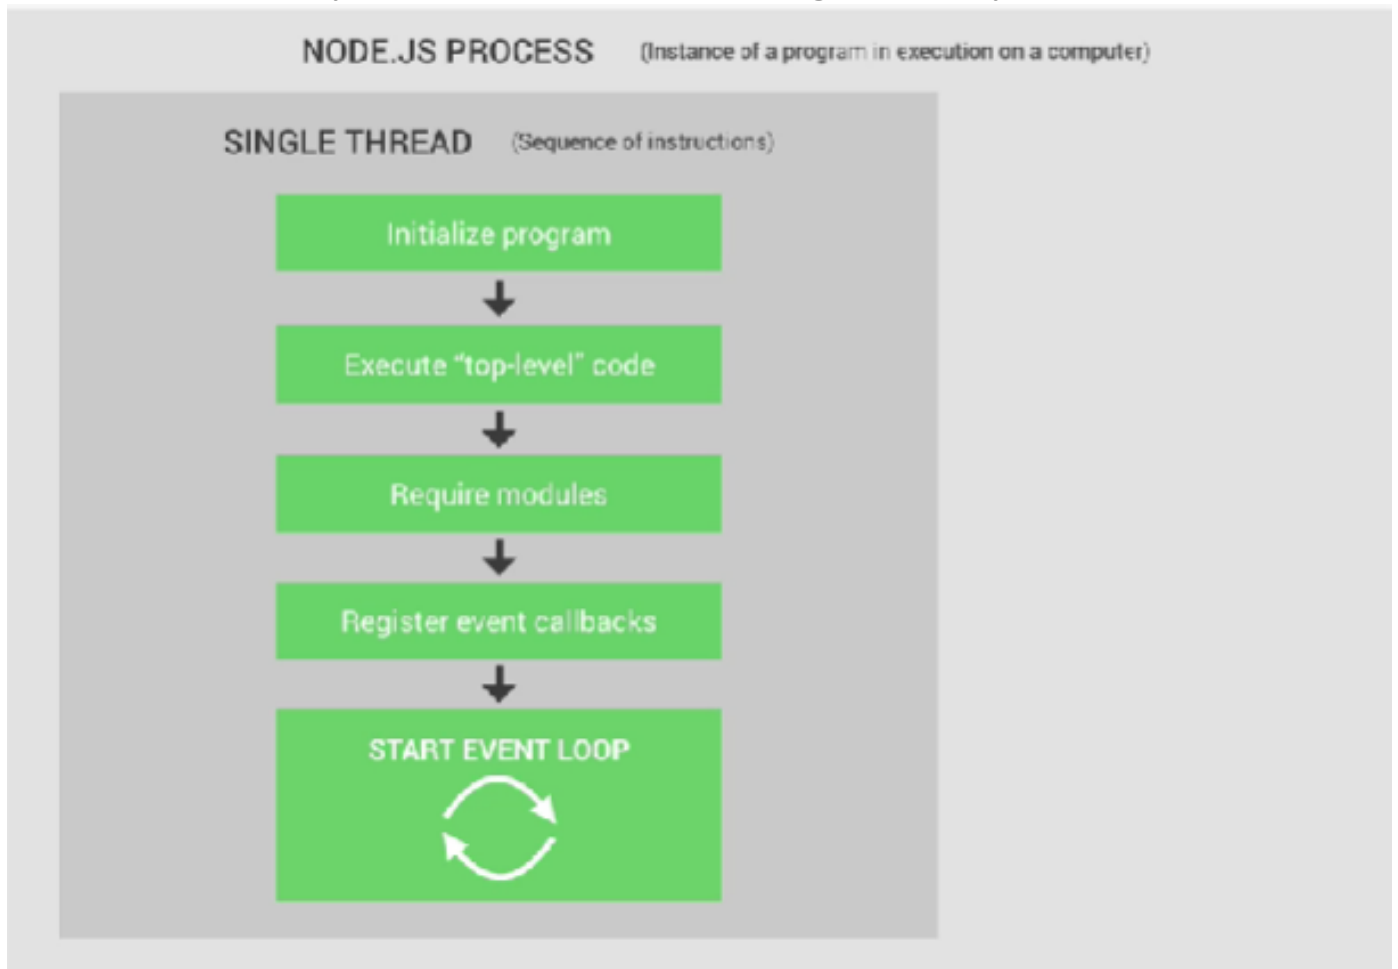 NODE.JS PROCESS (Instance of a program in execution on a computer)
SINGLE THREAD (Sequence of instructions)
Initialize program
Execute “top-level” code
Require modules
Register event callbacks
START EVENT LOOP